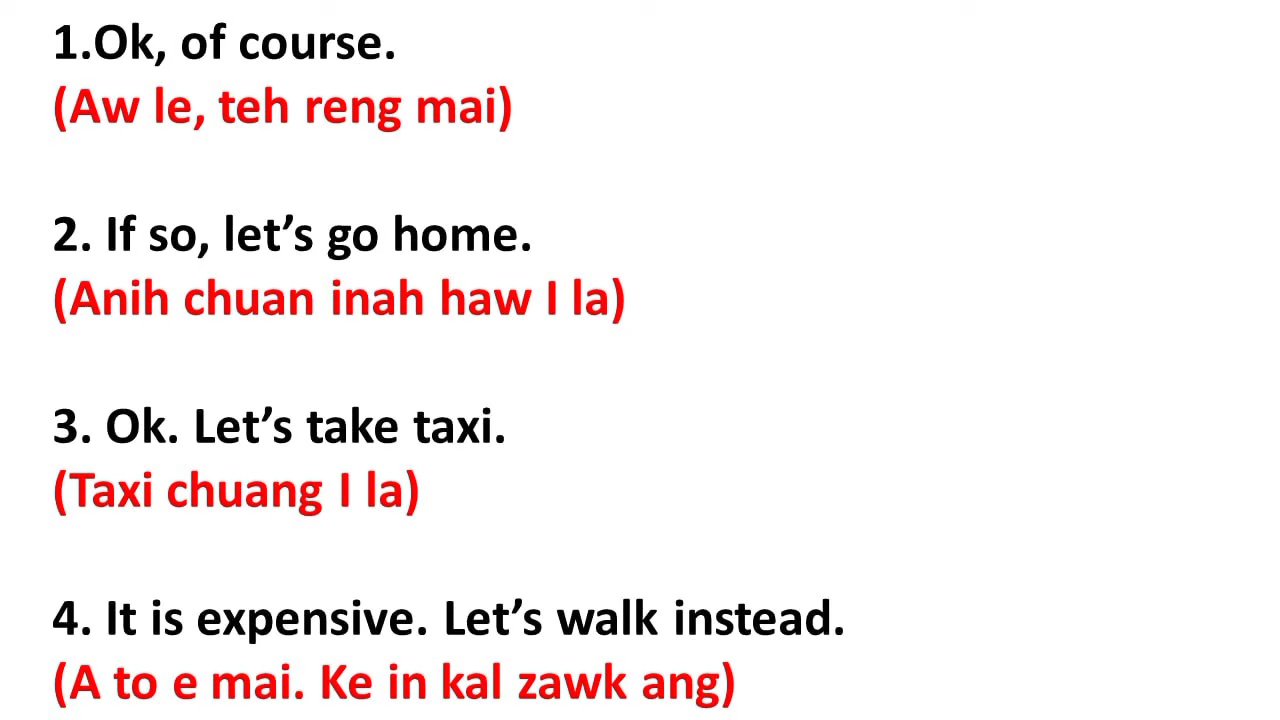 1.Ok, of course.
(Aw le, teh reng mai)
2. If so, let’s go home.
(Anih chuan inah haw I la)
3. Ok. Let’s take taxi.
(Taxi chuang I la)
4. It is expensive. Let’s walk instead.
(A to e mai. Ke in kal zawk ang)